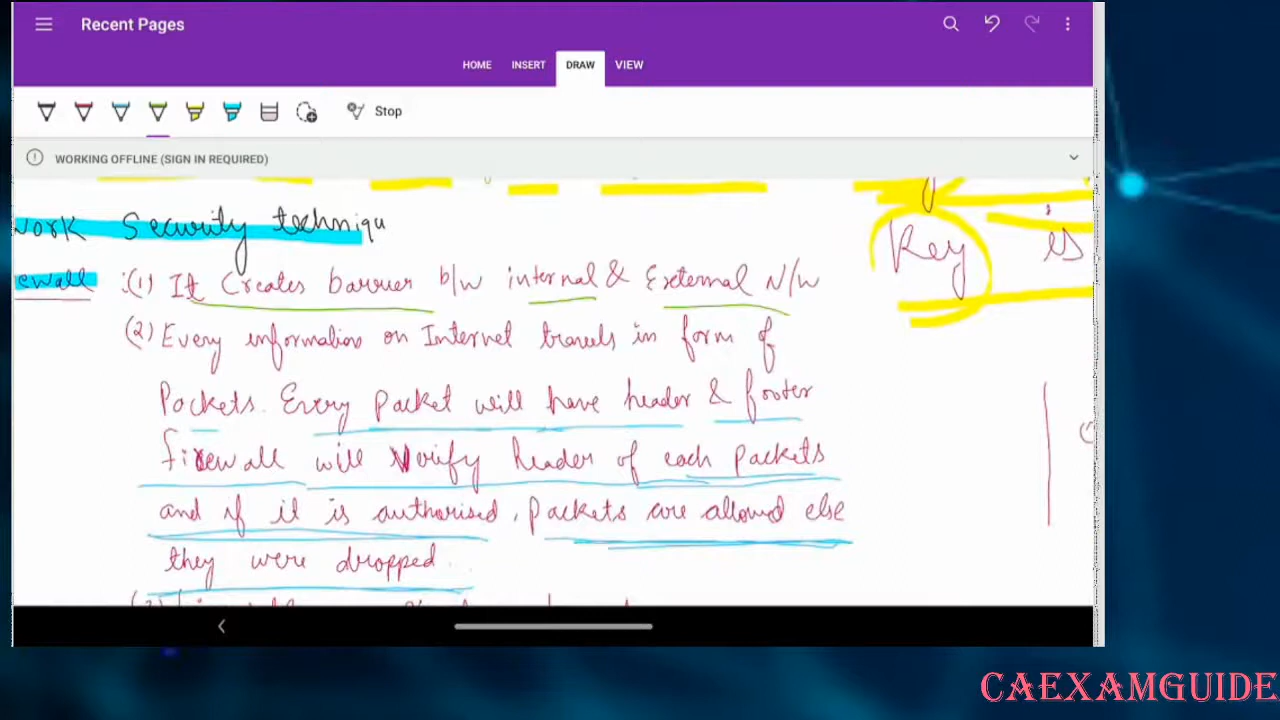 Recent Pages
HOME INSERT DRAW VIEW
Stop
WORKING OFFLINE (SIGN IN REQUIRED)
work Security techniqu
ewall :(1) It Creates barrier b/w internal & External N/w
(2) Every information on Internet travels in form of
Packets. Every packet will have header & footer
firewall will verify header of each packets
and if it is authorised, packets are allowed else
they were dropped.
Key is
CAEXAMGUIDE